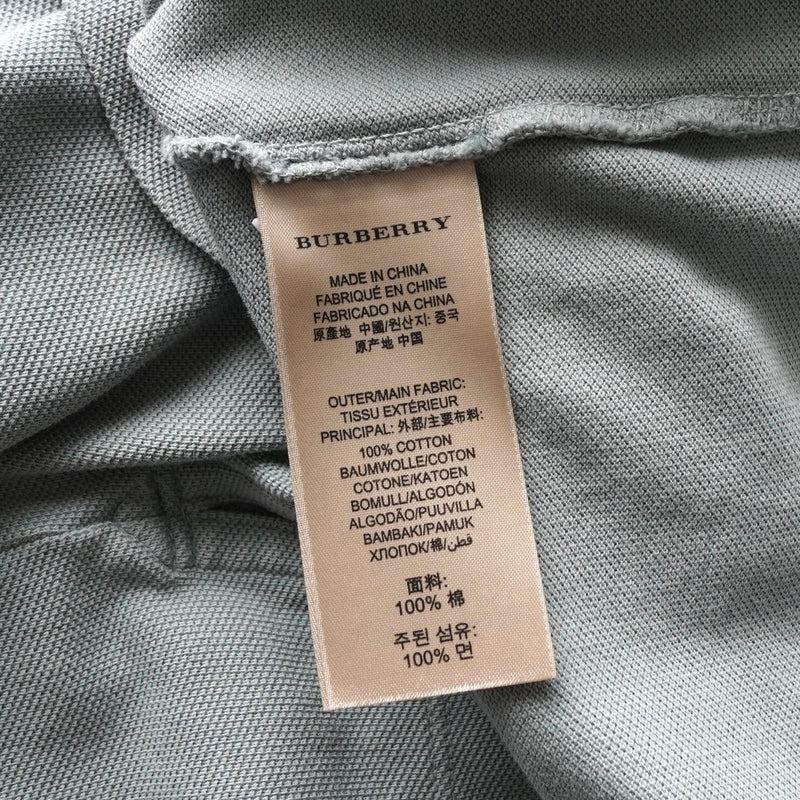 BURBERRY
MADE IN CHINA
FABRIQUÉ EN CHINE
FABRICADO NA CHINA
原產地 中國/원산지: 중국
原产地 中国
OUTER/MAIN FABRIC:
TISSU EXTÉRIEUR
PRINCIPAL: 外部/主要布料:
100% COTTON
BAUMWOLLE/COTON
COTONE/KATOEN
BOMULL/ALGODÓN
ALGODÃO/PUUVILLA
BAMBAKI/PAMUK
ХЛОПОК/棉/قطن
面料:
100% 棉
주된 섬유:
100% 면